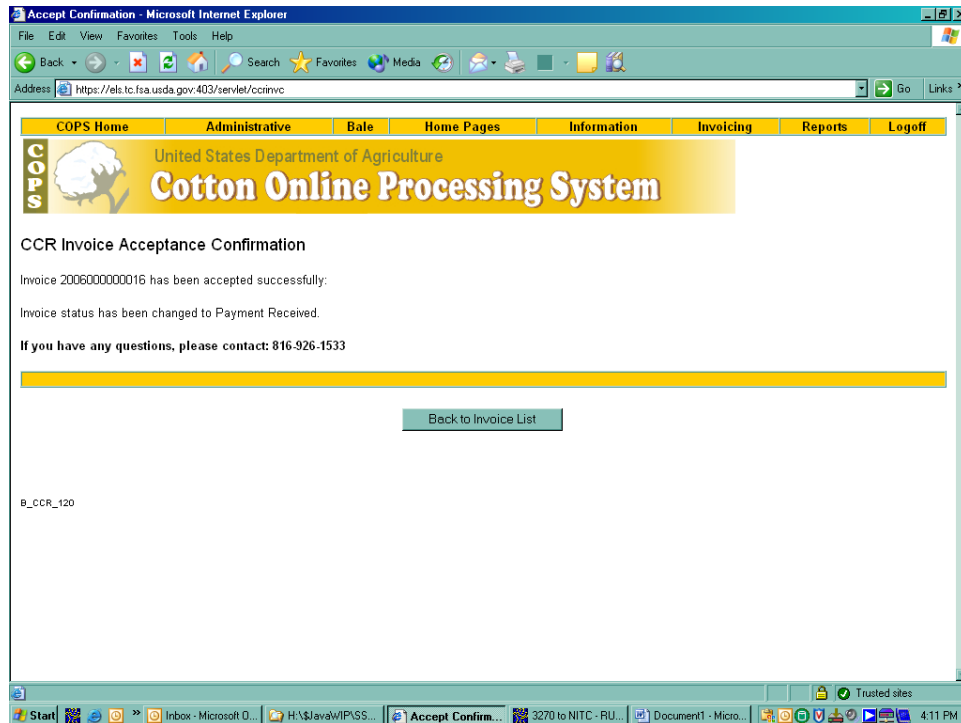 Accept Confirmation - Microsoft Internet Explorer
File Edit View Favorites Tools Help
Back Search Favorites Media
Address https://els.tc.fsa.usda.gov:403/servlet/ccrinvc Go Links »
COPS Home Administrative Bale Home Pages Information Invoicing Reports Logoff
COPS
United States Department of Agriculture
Cotton Online Processing System
CCR Invoice Acceptance Confirmation
Invoice 2006000000016 has been accepted successfully:
Invoice status has been changed to Payment Received.
If you have any questions, please contact: 816-926-1533
Back to Invoice List
B_CCR_120
Trusted sites
Start » Inbox - Microsoft O... H:\$JavaWIP\SS... Accept Confirm... 3270 to NITC - RU... Document1 - Micro... 4:11 PM